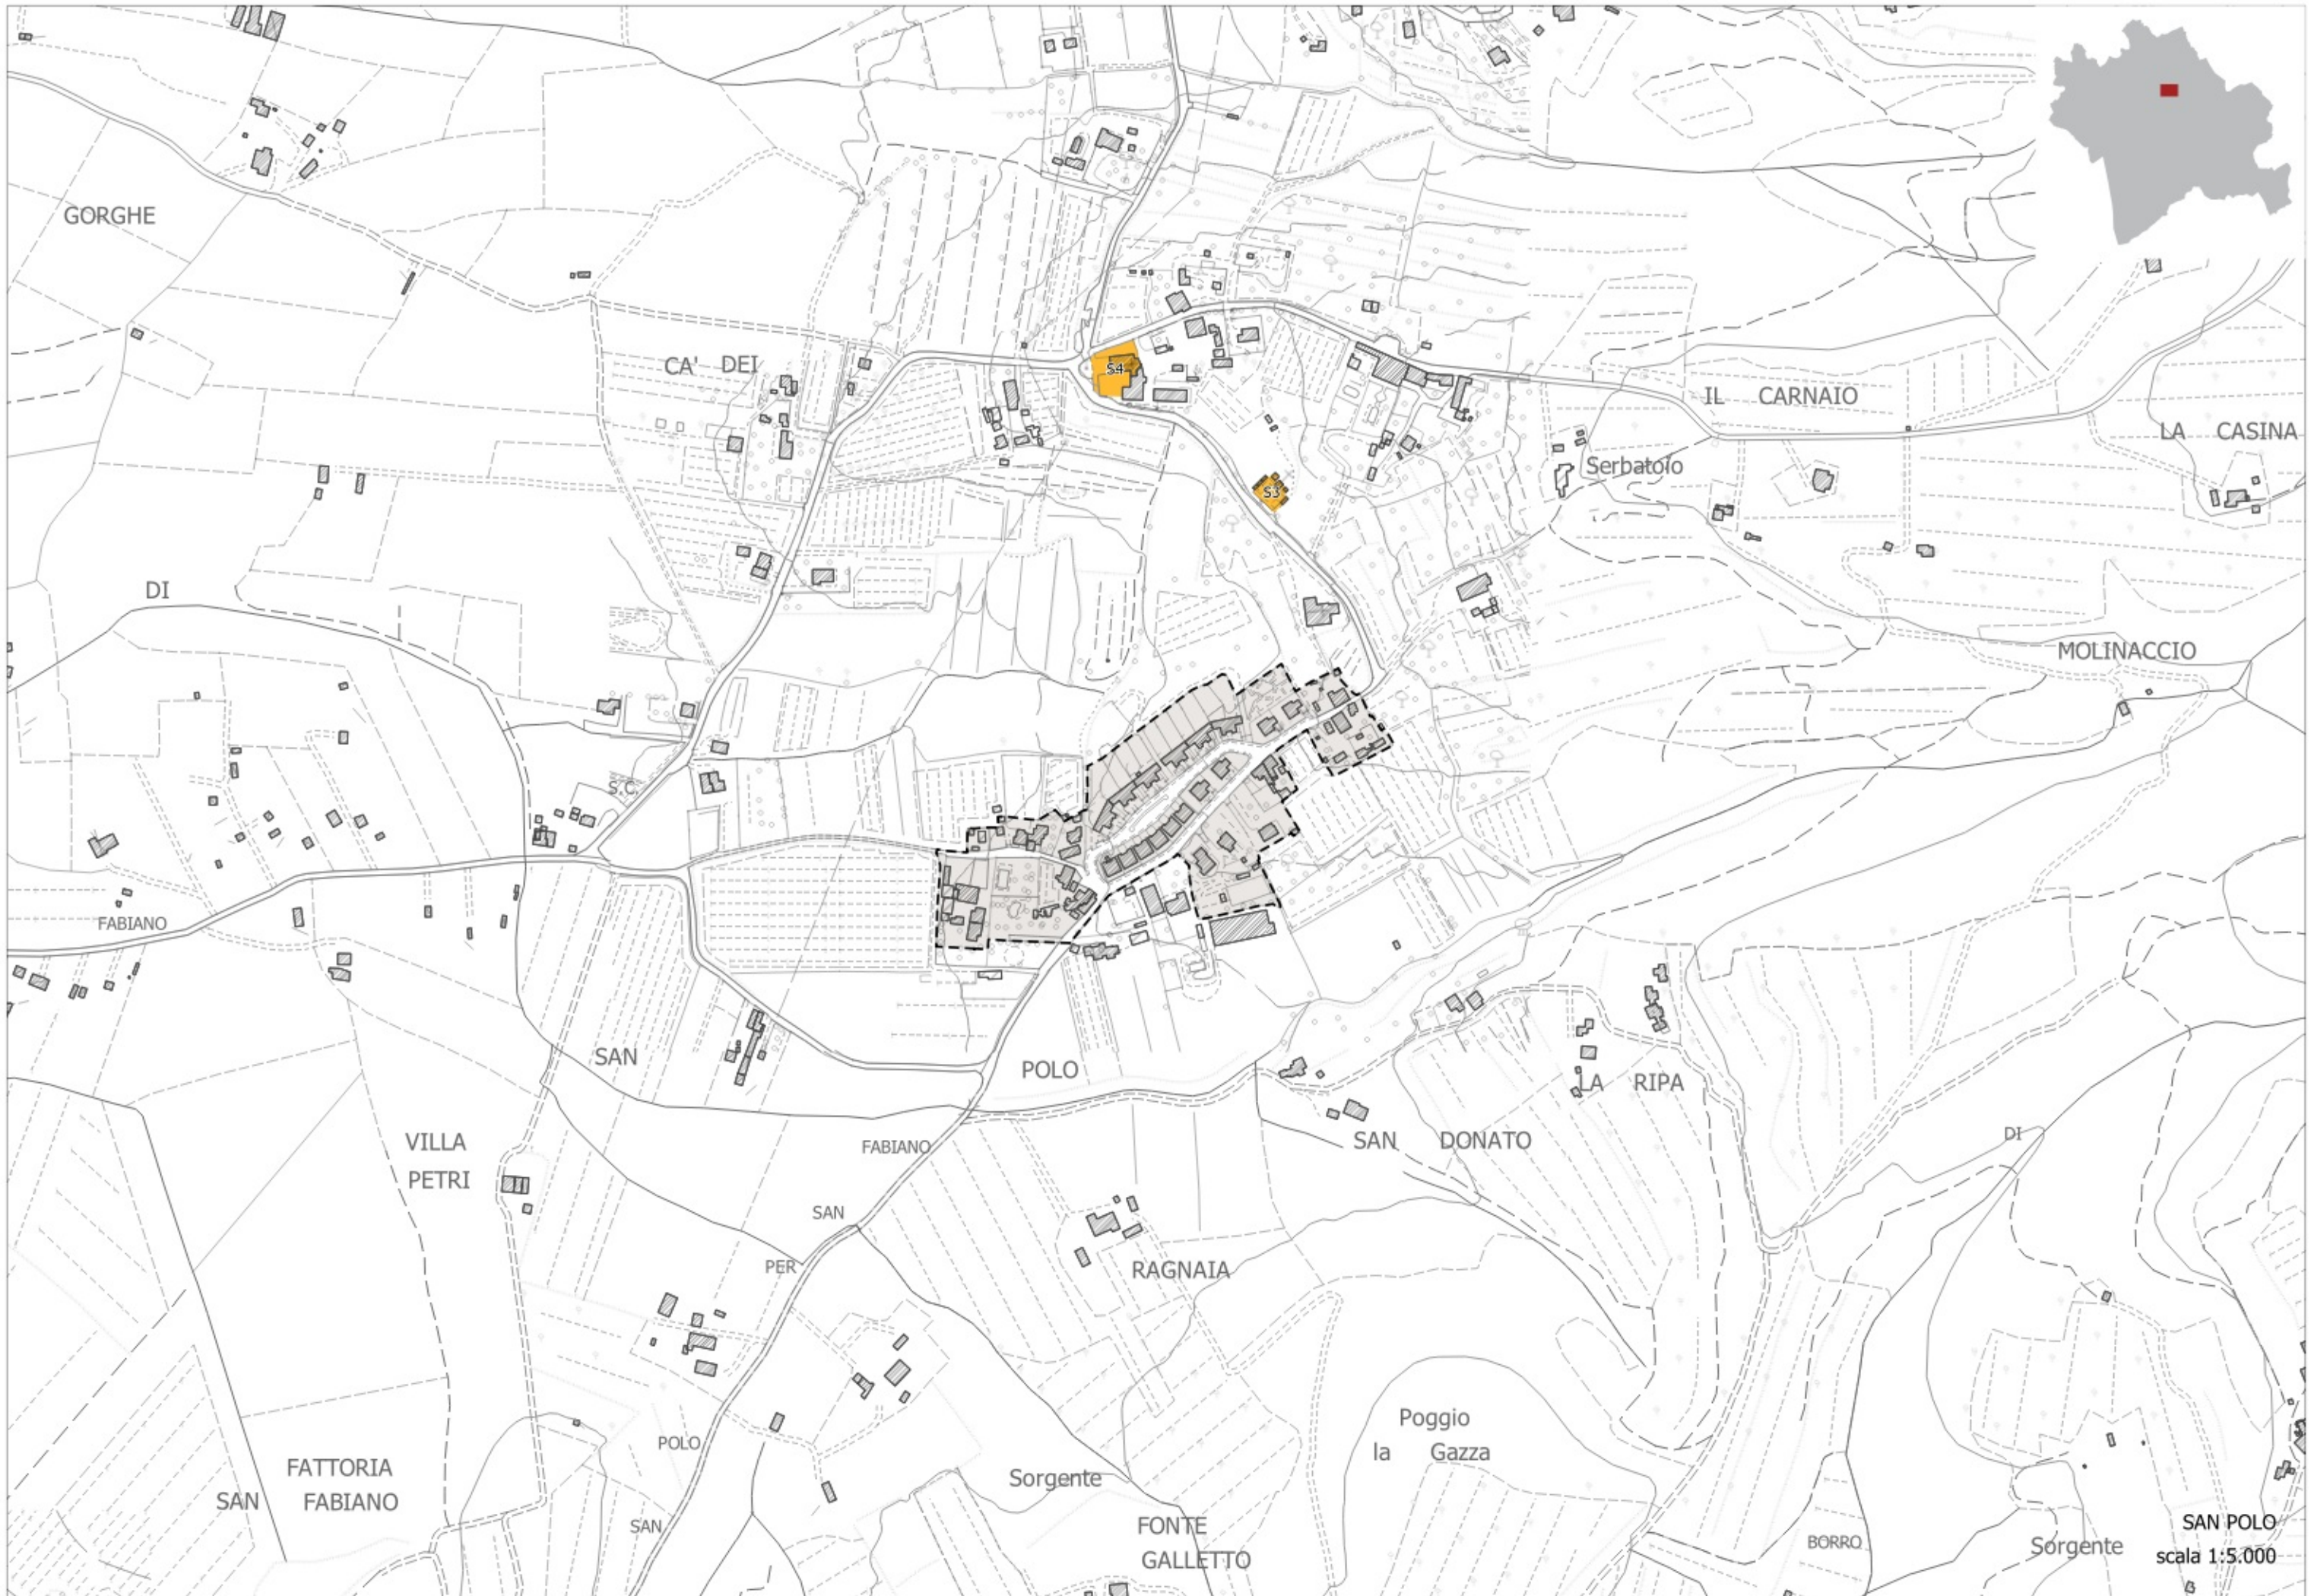 GORGHE
CA' DEI
S4
IL CARNAIO
LA CASINA
Serbatoio
S3
DI
MOLINACCIO
S.C.
FABIANO
SAN POLO
LA RIPA
VILLA
PETRI
FABIANO
SAN DONATO
DI
SAN
PER
RAGNAIA
Poggio
la Gazza
POLO
FATTORIA
SAN FABIANO
Sorgente
SAN
FONTE
GALLETTO
BORRO
Sorgente
SAN POLO
scala 1:5.000